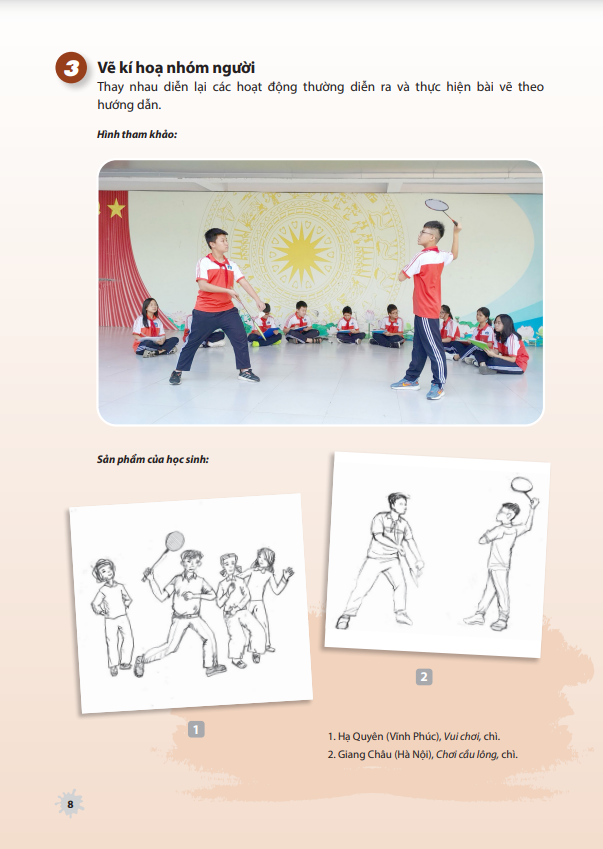 3
Vẽ kí hoạ nhóm người
Thay nhau diễn lại các hoạt động thường diễn ra và thực hiện bài vẽ theo
hướng dẫn.
Hình tham khảo:
Sản phẩm của học sinh:
1
2
1. Hạ Quyên (Vĩnh Phúc), Vui chơi, chì.
2. Giang Châu (Hà Nội), Chơi cầu lông, chì.
8